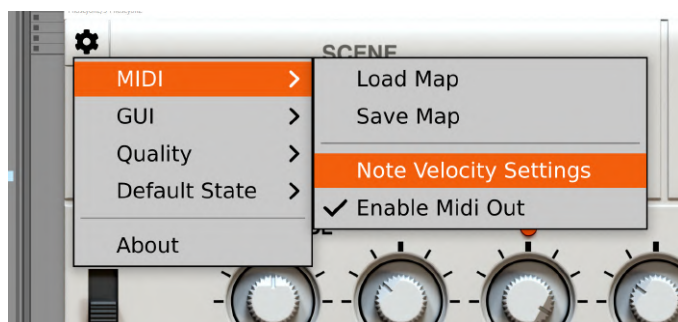 SCENE
MIDI
GUI
Quality
Default State
About
Load Map
Save Map
Note Velocity Settings
Enable Midi Out